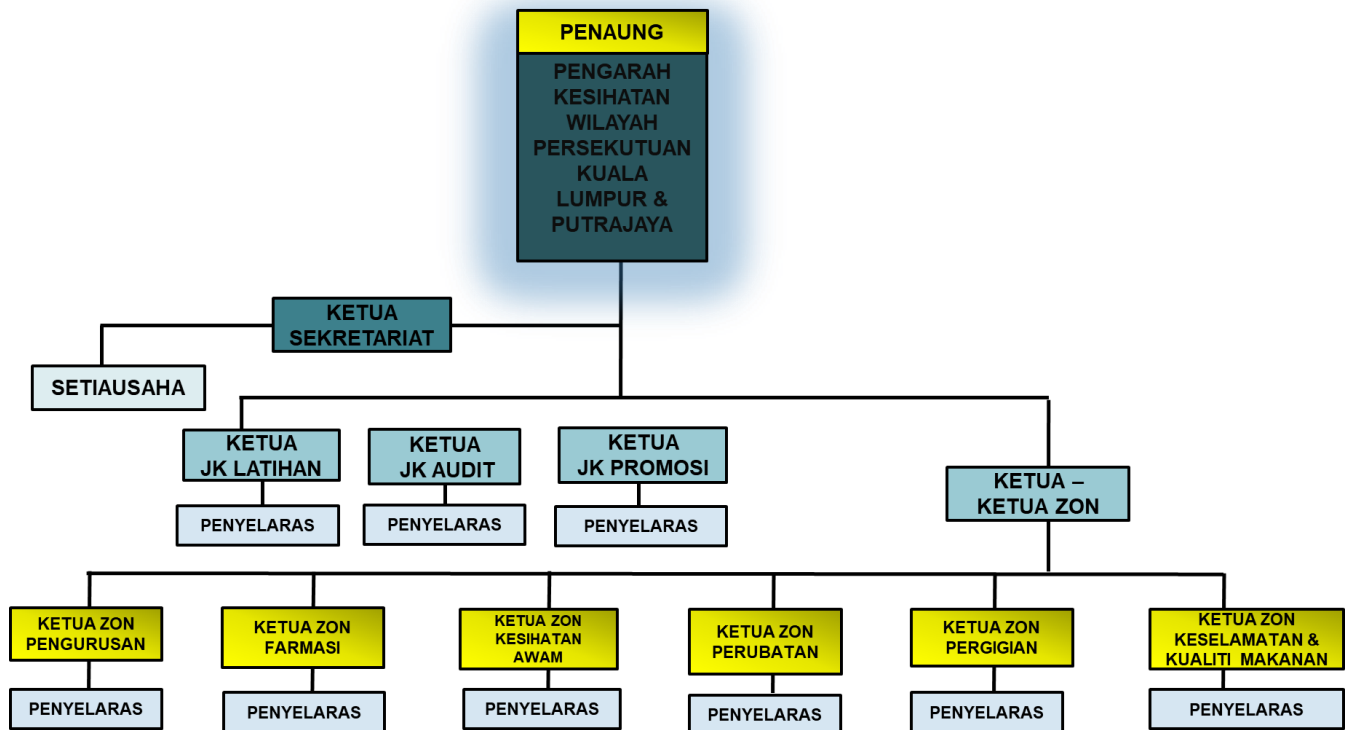 PENAUNG
PENGARAH
KESIHATAN
WILAYAH
PERSEKUTUAN
KUALA
LUMPUR &
PUTRAJAYA
KETUA
SEKRETARIAT
SETIAUSAHA
KETUA
JK LATIHAN
PENYELARAS
KETUA
JK AUDIT
PENYELARAS
KETUA
JK PROMOSI
PENYELARAS
KETUA –
KETUA ZON
KETUA ZON
PENGURUSAN
PENYELARAS
KETUA ZON
FARMASI
PENYELARAS
KETUA ZON
KESIHATAN
AWAM
PENYELARAS
KETUA ZON
PERUBATAN
PENYELARAS
KETUA ZON
PERGIGIAN
PENYELARAS
KETUA ZON
KESELAMATAN &
KUALITI MAKANAN
PENYELARAS